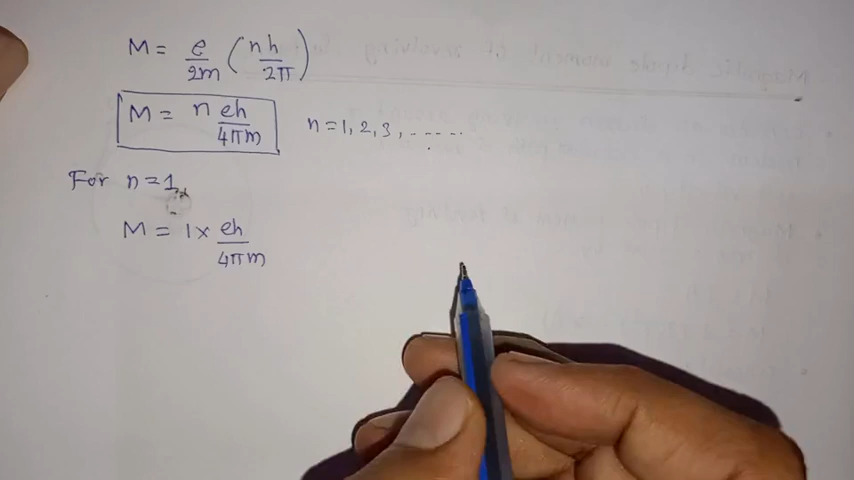 M = e/2m (nh/2π)
M = n eh/4πm n = 1, 2, 3, ------
For n = 1,
M = 1 × eh/4πm